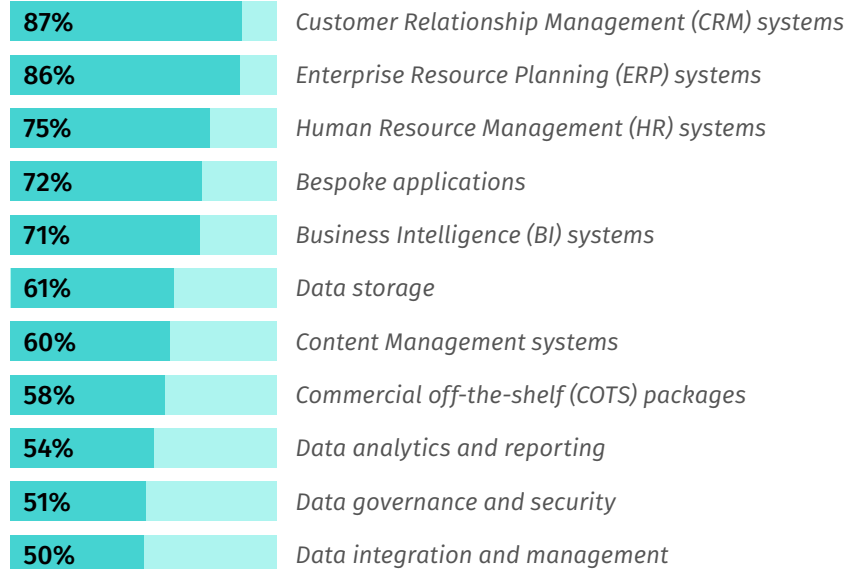 87% Customer Relationship Management (CRM) systems
86% Enterprise Resource Planning (ERP) systems
75% Human Resource Management (HR) systems
72% Bespoke applications
71% Business Intelligence (BI) systems
61% Data storage
60% Content Management systems
58% Commercial off-the-shelf (COTS) packages
54% Data analytics and reporting
51% Data governance and security
50% Data integration and management